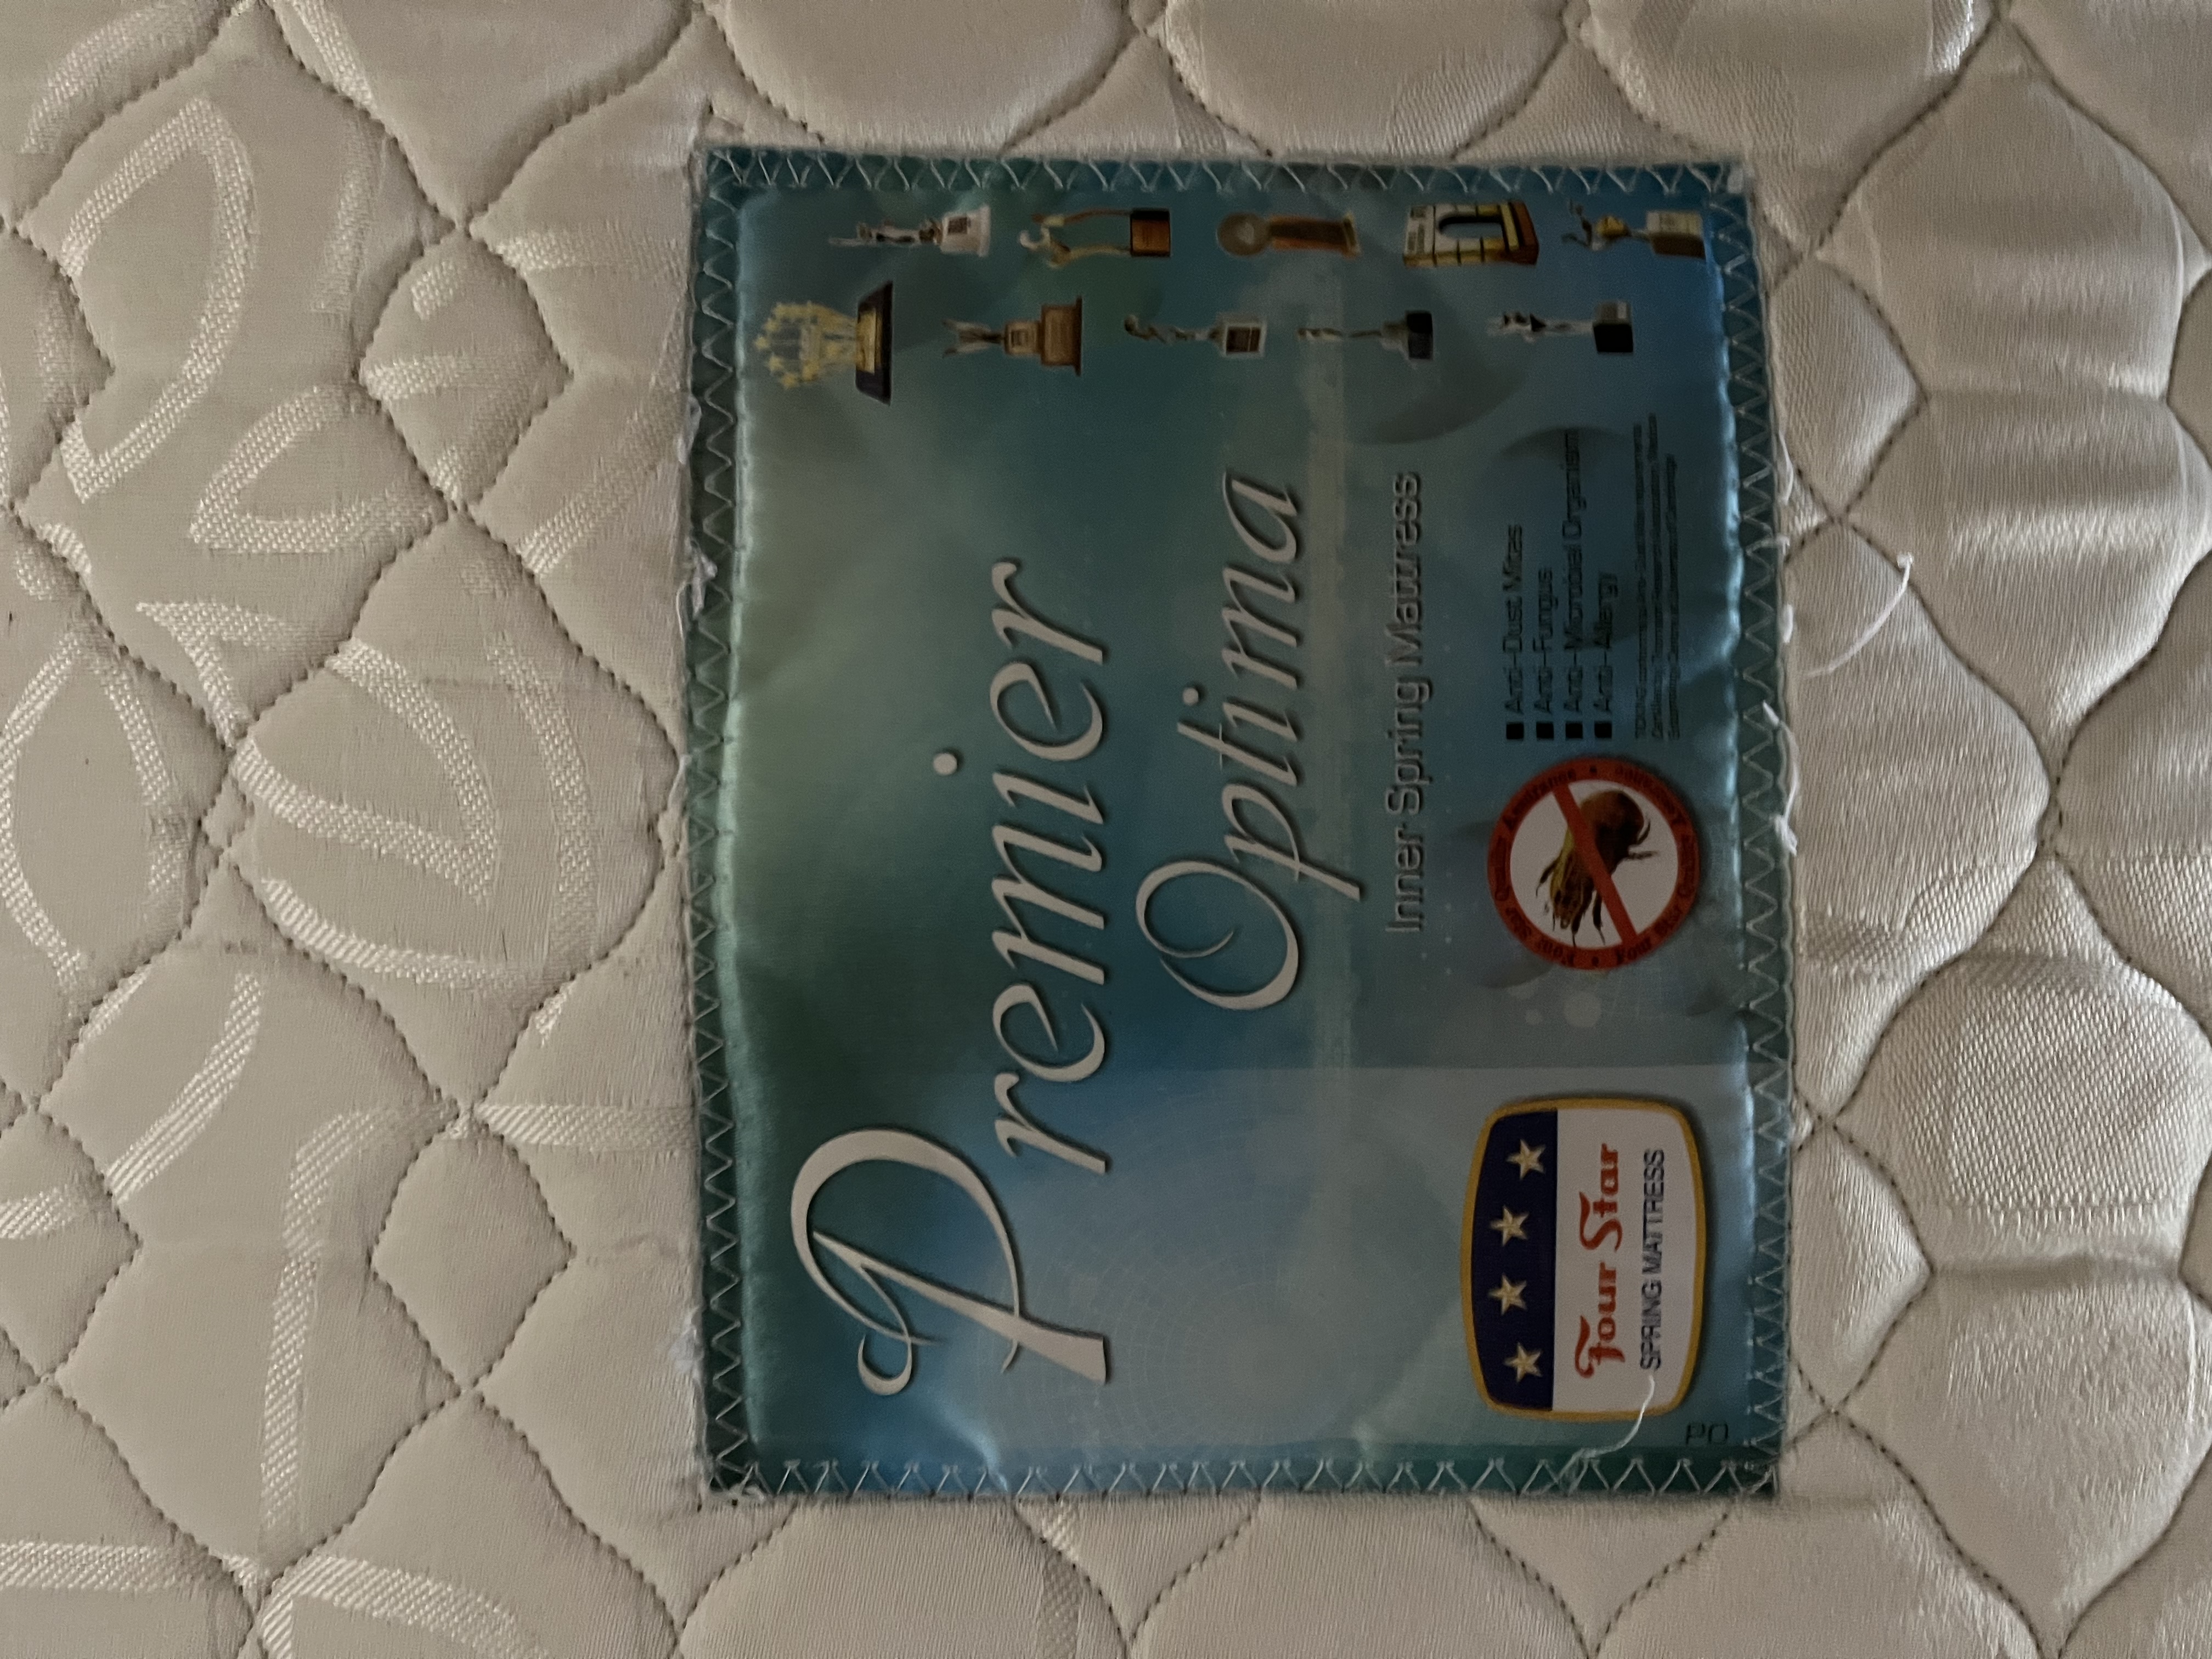 Premier
Optima
Inner Spring Mattress
Four Star
SPRING MATTRESS
■ Anti-Dust Mites
■ Anti-Fungus
■ Anti-Microbial Organism
■ Anti-Allergy
PO